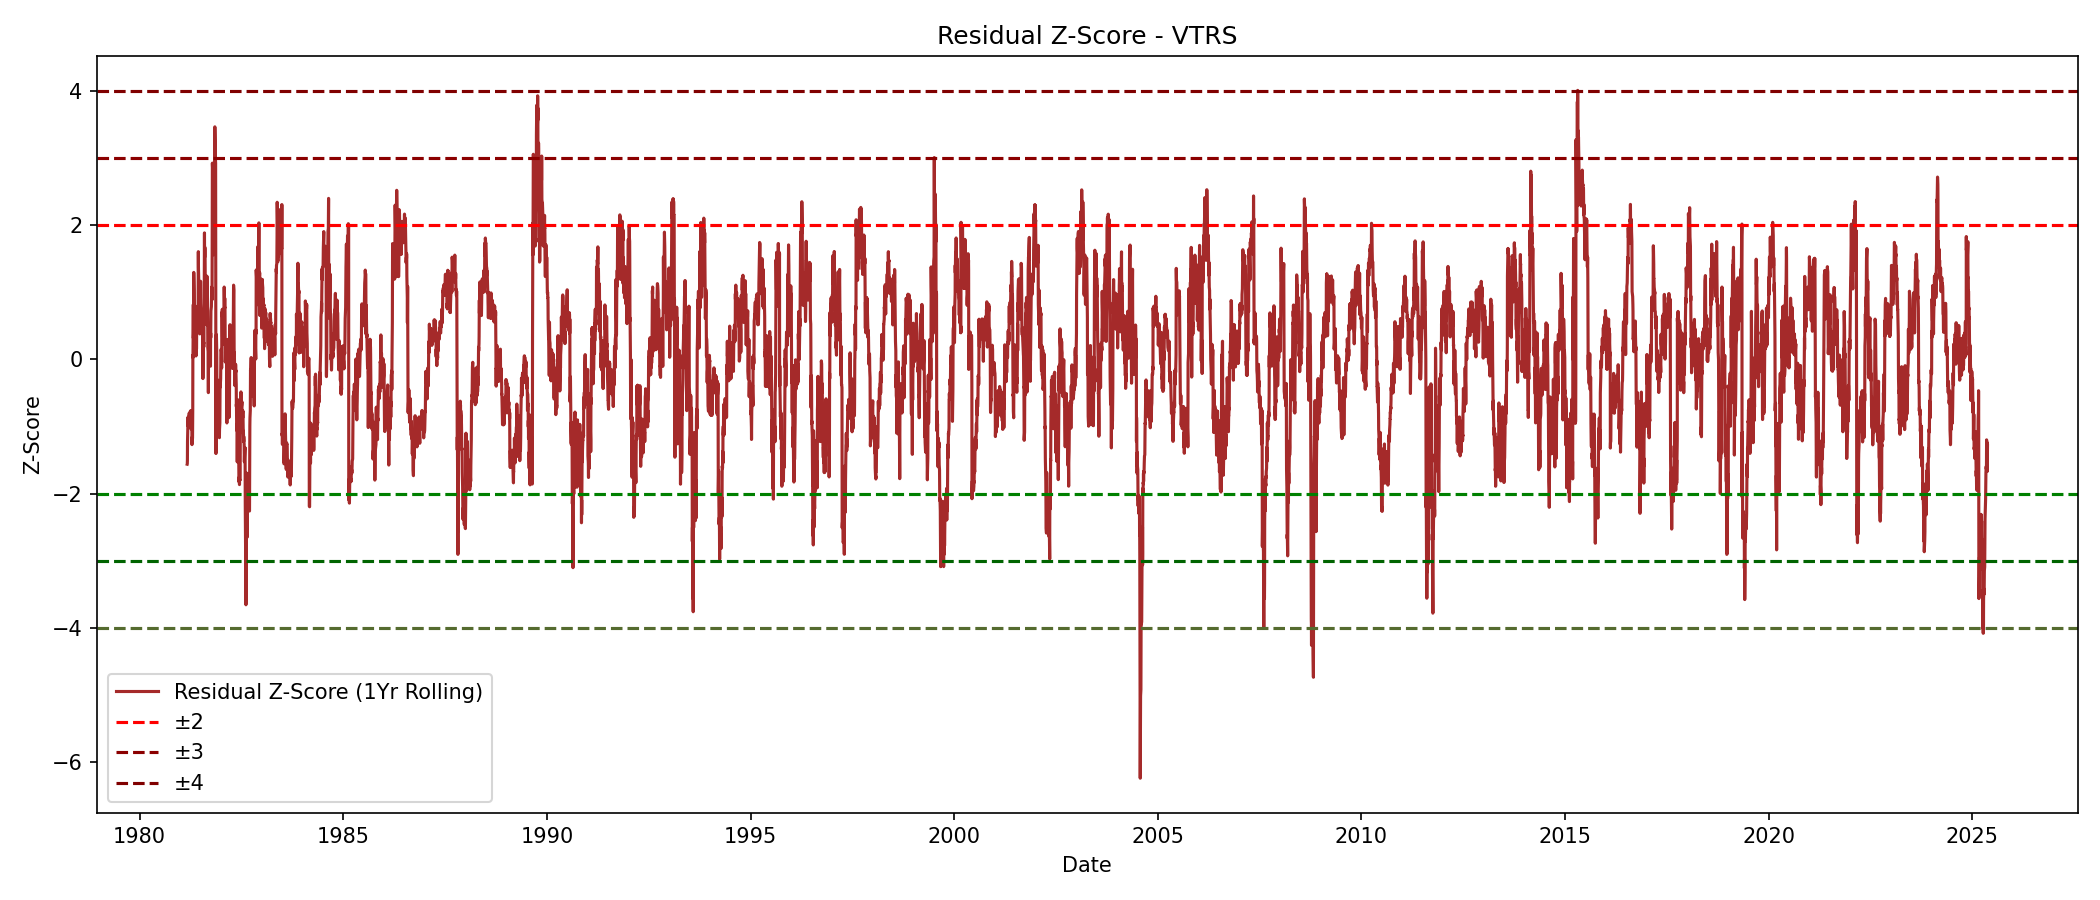 Residual Z-Score - VTRS
Z-Score
4
2
0
−2
−4
−6
Residual Z-Score (1Yr Rolling)
±2
±3
±4
1980 1985 1990 1995 2000 2005 2010 2015 2020 2025
Date